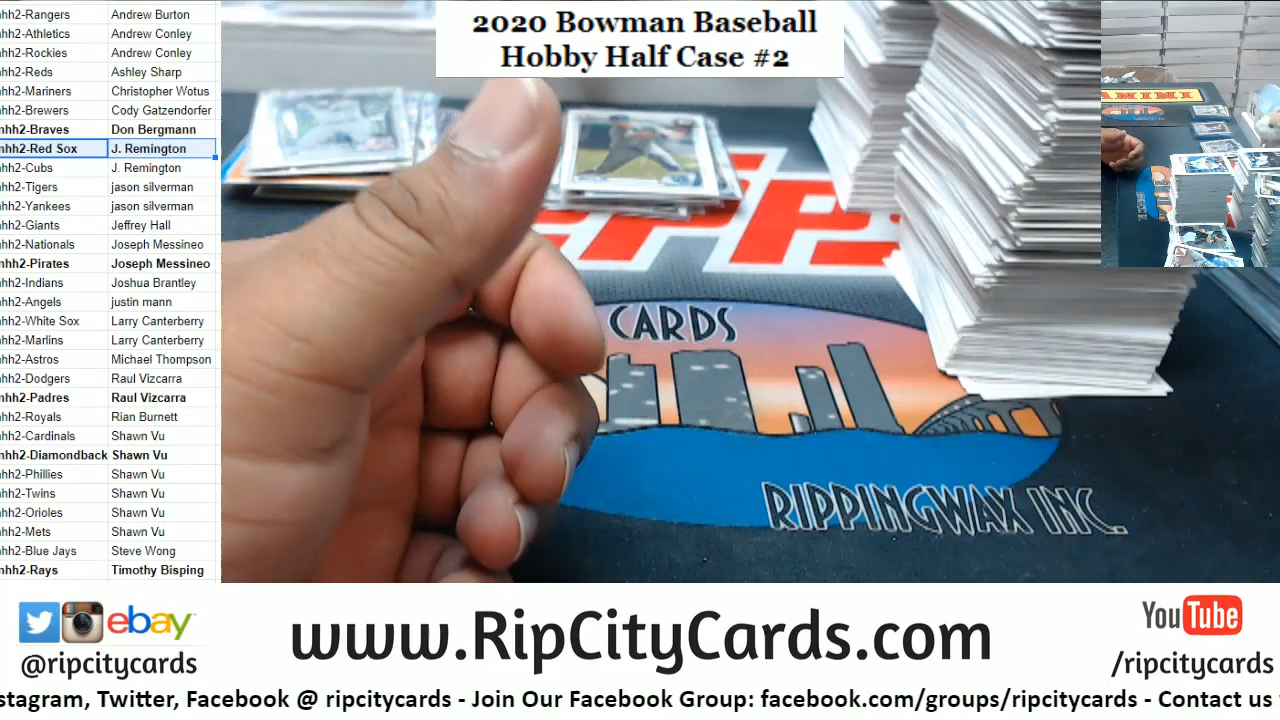 2020 Bowman Baseball
Hobby Half Case #2
hh2-Rangers Andrew Burton
hh2-Athletics Andrew Conley
hh2-Rockies Andrew Conley
hh2-Reds Ashley Sharp
hh2-Mariners Christopher Wotus
hh2-Brewers Cody Gatzendorfer
hh2-Braves Don Bergmann
hh2-Red Sox J. Remington
hh2-Cubs J. Remington
hh2-Tigers jason silverman
hh2-Yankees jason silverman
hh2-Giants Jeffrey Hall
hh2-Nationals Joseph Messineo
hh2-Pirates Joseph Messineo
hh2-Indians Joshua Brantley
hh2-Angels justin mann
hh2-White Sox Larry Canterberry
hh2-Marlins Larry Canterberry
hh2-Astros Michael Thompson
hh2-Dodgers Raul Vizcarra
hh2-Padres Raul Vizcarra
hh2-Royals Rian Burnett
hh2-Cardinals Shawn Vu
hh2-Diamondback Shawn Vu
hh2-Phillies Shawn Vu
hh2-Twins Shawn Vu
hh2-Orioles Shawn Vu
hh2-Mets Shawn Vu
hh2-Blue Jays Steve Wong
hh2-Rays Timothy Bisping
PANINI
CARDS
RIPPINGWAX INC.
ebay
@ripcitycards
www.RipCityCards.com
YouTube
/ripcitycards
stagram, Twitter, Facebook @ ripcitycards - Join Our Facebook Group: facebook.com/groups/ripcitycards - Contact us